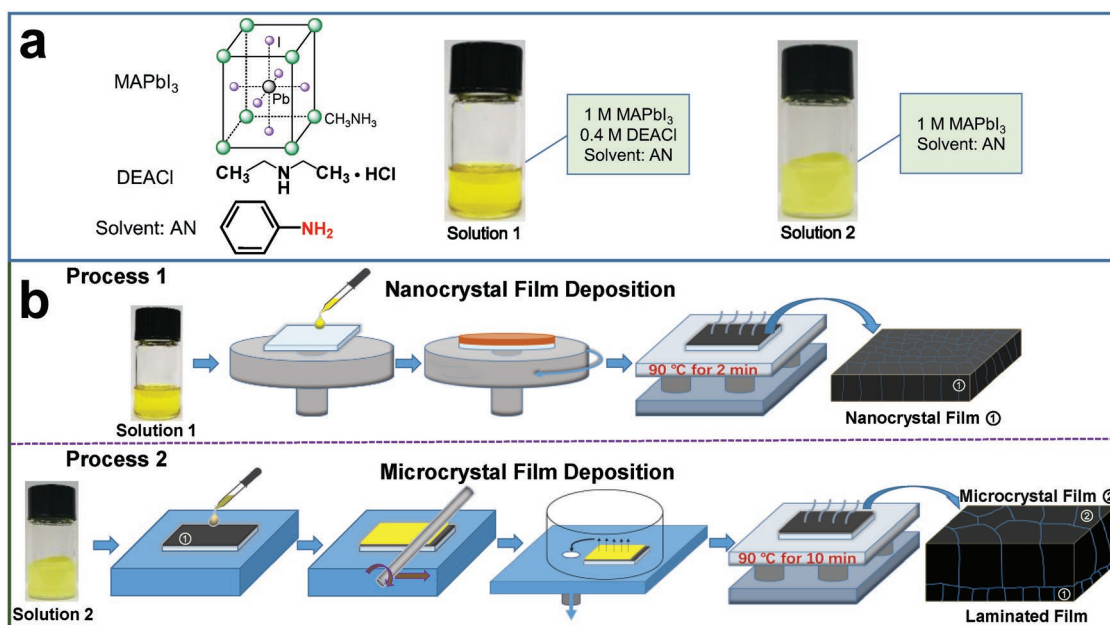 a
MAPbI₃
I
Pb
CH₃NH₃
DEACl
CH₃
N
H
CH₃ • HCl
Solvent: AN
NH₂
Solution 1
1 M MAPbI₃
0.4 M DEACl
Solvent: AN
Solution 2
1 M MAPbI₃
Solvent: AN
b
Process 1
Nanocrystal Film Deposition
Solution 1
90 ℃ for 2 min
①
Nanocrystal Film ①
Process 2
Microcrystal Film Deposition
Solution 2
①
90 ℃ for 10 min
Microcrystal Film ②
②
①
Laminated Film